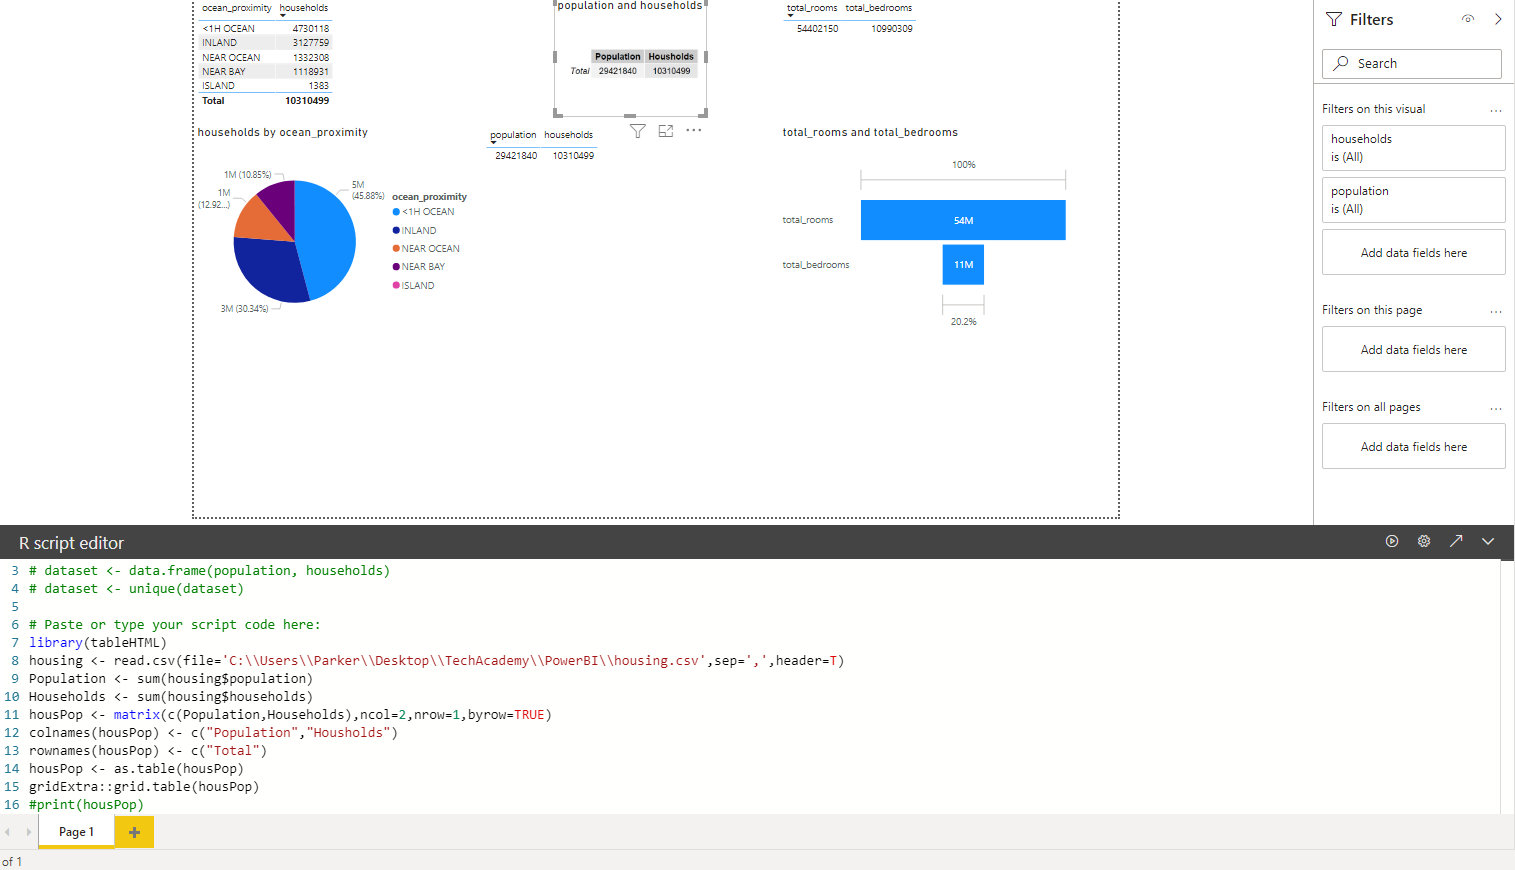 ocean_proximity households
<1H OCEAN 4730118
INLAND 3127759
NEAR OCEAN 1332308
NEAR BAY 1118931
ISLAND 1383
Total 10310499
population and households
Population Housholds
Total 29421840 10310499
total_rooms total_bedrooms
54402150 10990309
households by ocean_proximity
1M (10.85%)
1M
(12.92...)
5M
(45.88%)
3M (30.34%)
ocean_proximity
<1H OCEAN
INLAND
NEAR OCEAN
NEAR BAY
ISLAND
population households
29421840 10310499
total_rooms and total_bedrooms
100%
total_rooms 54M
total_bedrooms 11M
20.2%
Filters
Search
Filters on this visual ...
households
is (All)
population
is (All)
Add data fields here
Filters on this page ...
Add data fields here
Filters on all pages ...
Add data fields here
R script editor
3 # dataset <- data.frame(population, households)
4 # dataset <- unique(dataset)
5
6 # Paste or type your script code here:
7 library(tableHTML)
8 housing <- read.csv(file='C:\\Users\\Parker\\Desktop\\TechAcademy\\PowerBI\\housing.csv',sep=',',header=T)
9 Population <- sum(housing$population)
10 Households <- sum(housing$households)
11 housPop <- matrix(c(Population,Households),ncol=2,nrow=1,byrow=TRUE)
12 colnames(housPop) <- c("Population","Housholds")
13 rownames(housPop) <- c("Total")
14 housPop <- as.table(housPop)
15 gridExtra::grid.table(housPop)
16 #print(housPop)
Page 1
of 1